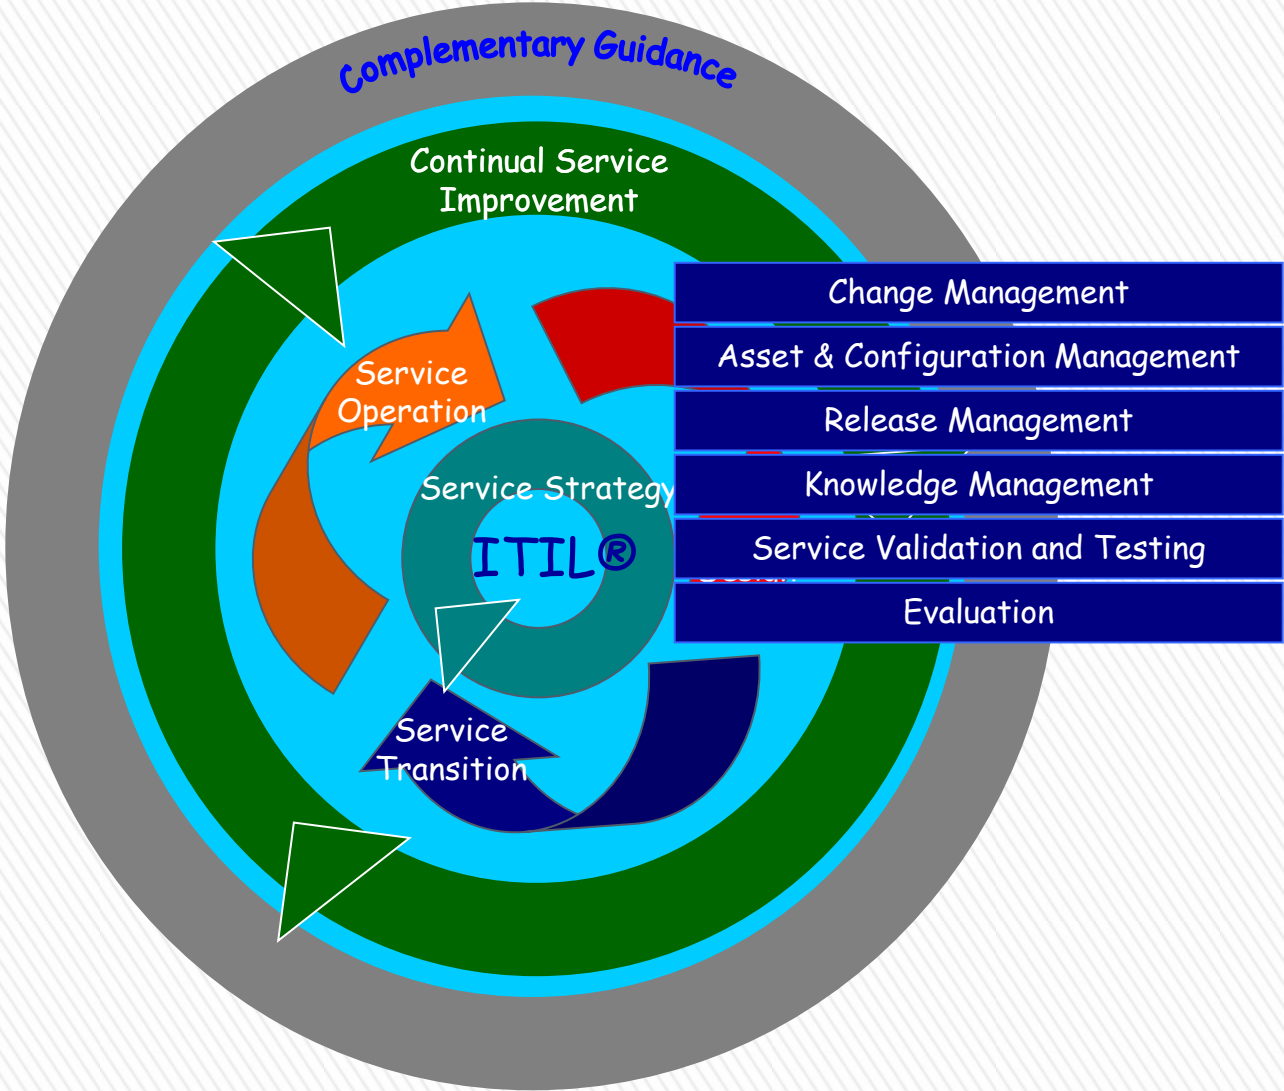 Complementary Guidance
Continual Service
Improvement
Change Management
Asset & Configuration Management
Service
Operation
Release Management
Service Strategy
Knowledge Management
ITIL®
Service Validation and Testing
Evaluation
Service
Transition